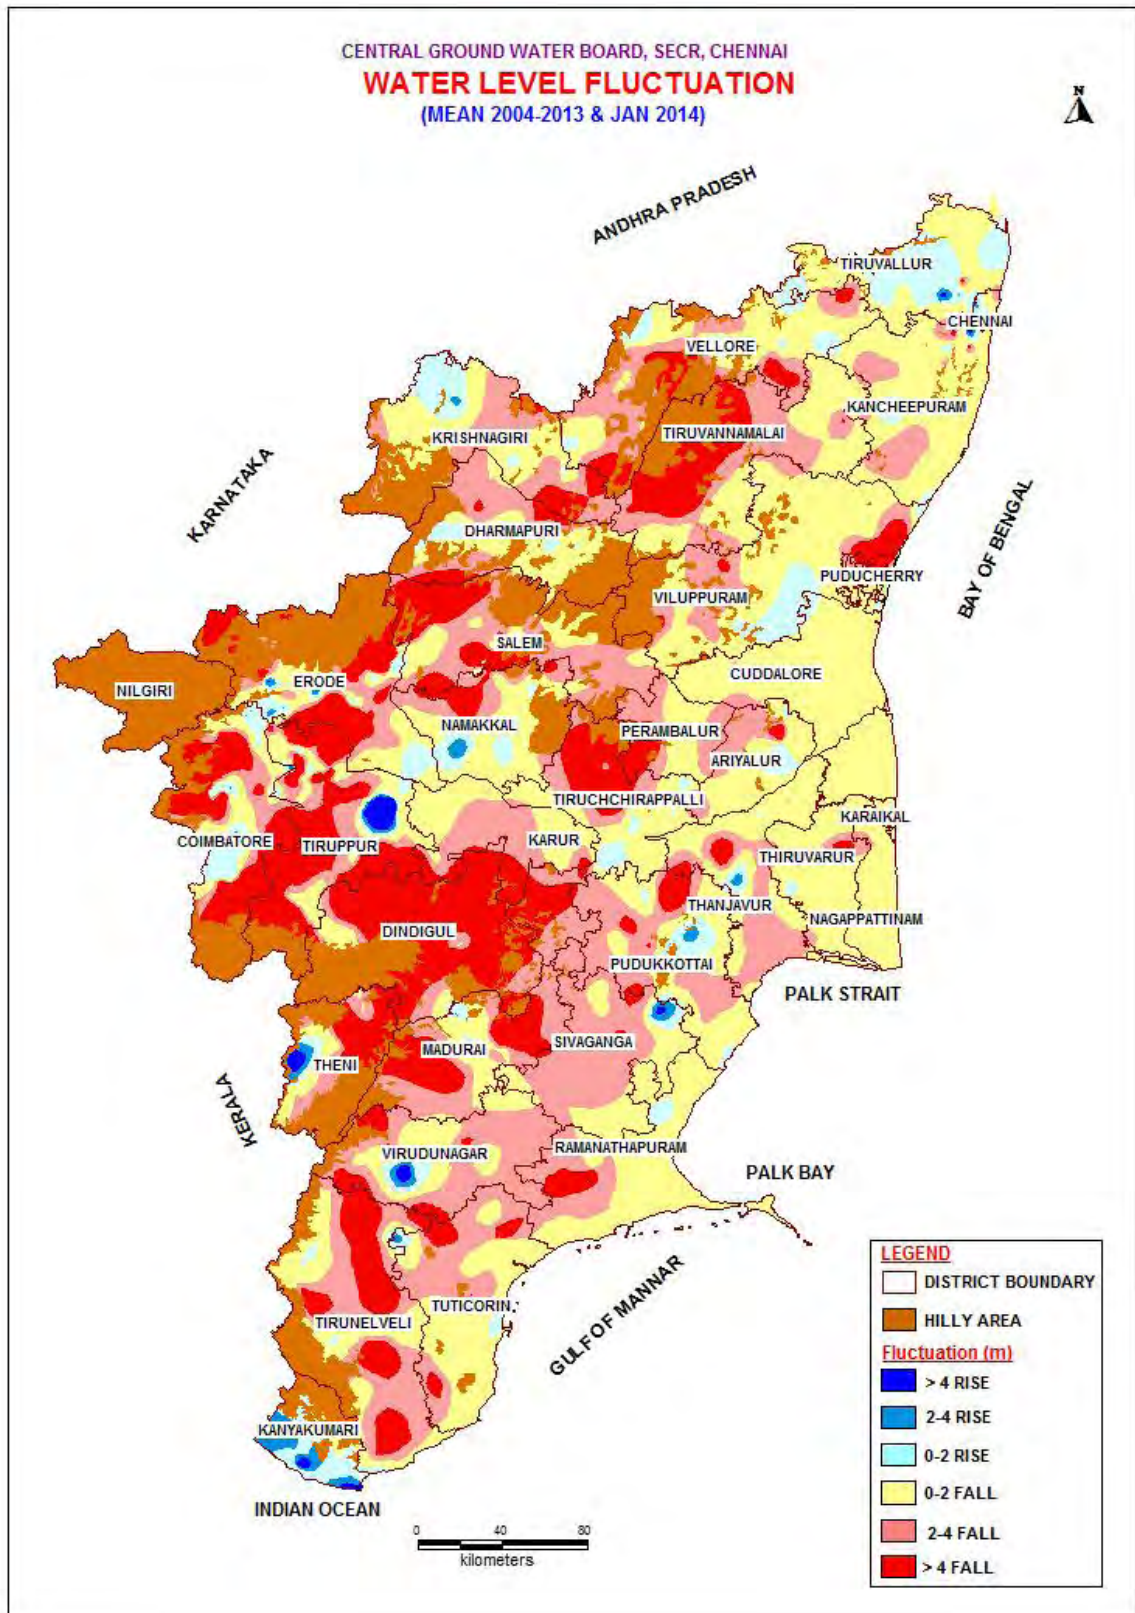 CENTRAL GROUND WATER BOARD, SECR, CHENNAI
WATER LEVEL FLUCTUATION
(MEAN 2004-2013 & JAN 2014)
N
ANDHRA PRADESH
TIRUVALLUR
CHENNAI
VELLORE
KANCHEEPURAM
KRISHNAGIRI
TIRUVANNAMALAI
KARNATAKA
DHARMAPURI
BAY OF BENGAL
PUDUCHERRY
VILUPPURAM
SALEM
CUDDALORE
NILGIRI
ERODE
NAMAKKAL
PERAMBALUR
ARIYALUR
TIRUCHCHIRAPPALLI
KARAIKAL
COIMBATORE
TIRUPPUR
KARUR
THIRUVARUR
THANJAVUR
NAGAPPATTINAM
DINDIGUL
PUDUKKOTTAI
PALK STRAIT
SIVAGANGA
MADURAI
THENI
KERALA
VIRUDUNAGAR
RAMANATHAPURAM
PALK BAY
GULF OF MANNAR
TUTICORIN
TIRUNELVELI
KANYAKUMARI
INDIAN OCEAN
0 40 80
kilometers
LEGEND
DISTRICT BOUNDARY
HILLY AREA
Fluctuation (m)
> 4 RISE
2-4 RISE
0-2 RISE
0-2 FALL
2-4 FALL
> 4 FALL